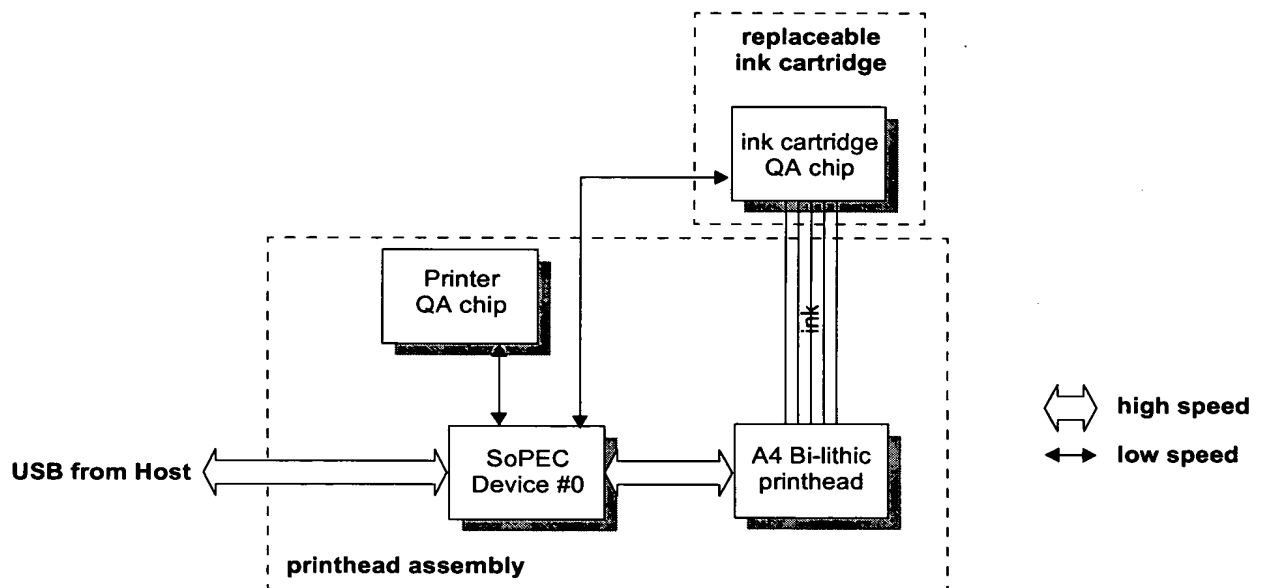 replaceable
ink cartridge
ink cartridge
QA chip
Printer
QA chip
ink
high speed
low speed
USB from Host
SoPEC
Device #0
A4 Bi-lithic
printhead
printhead assembly